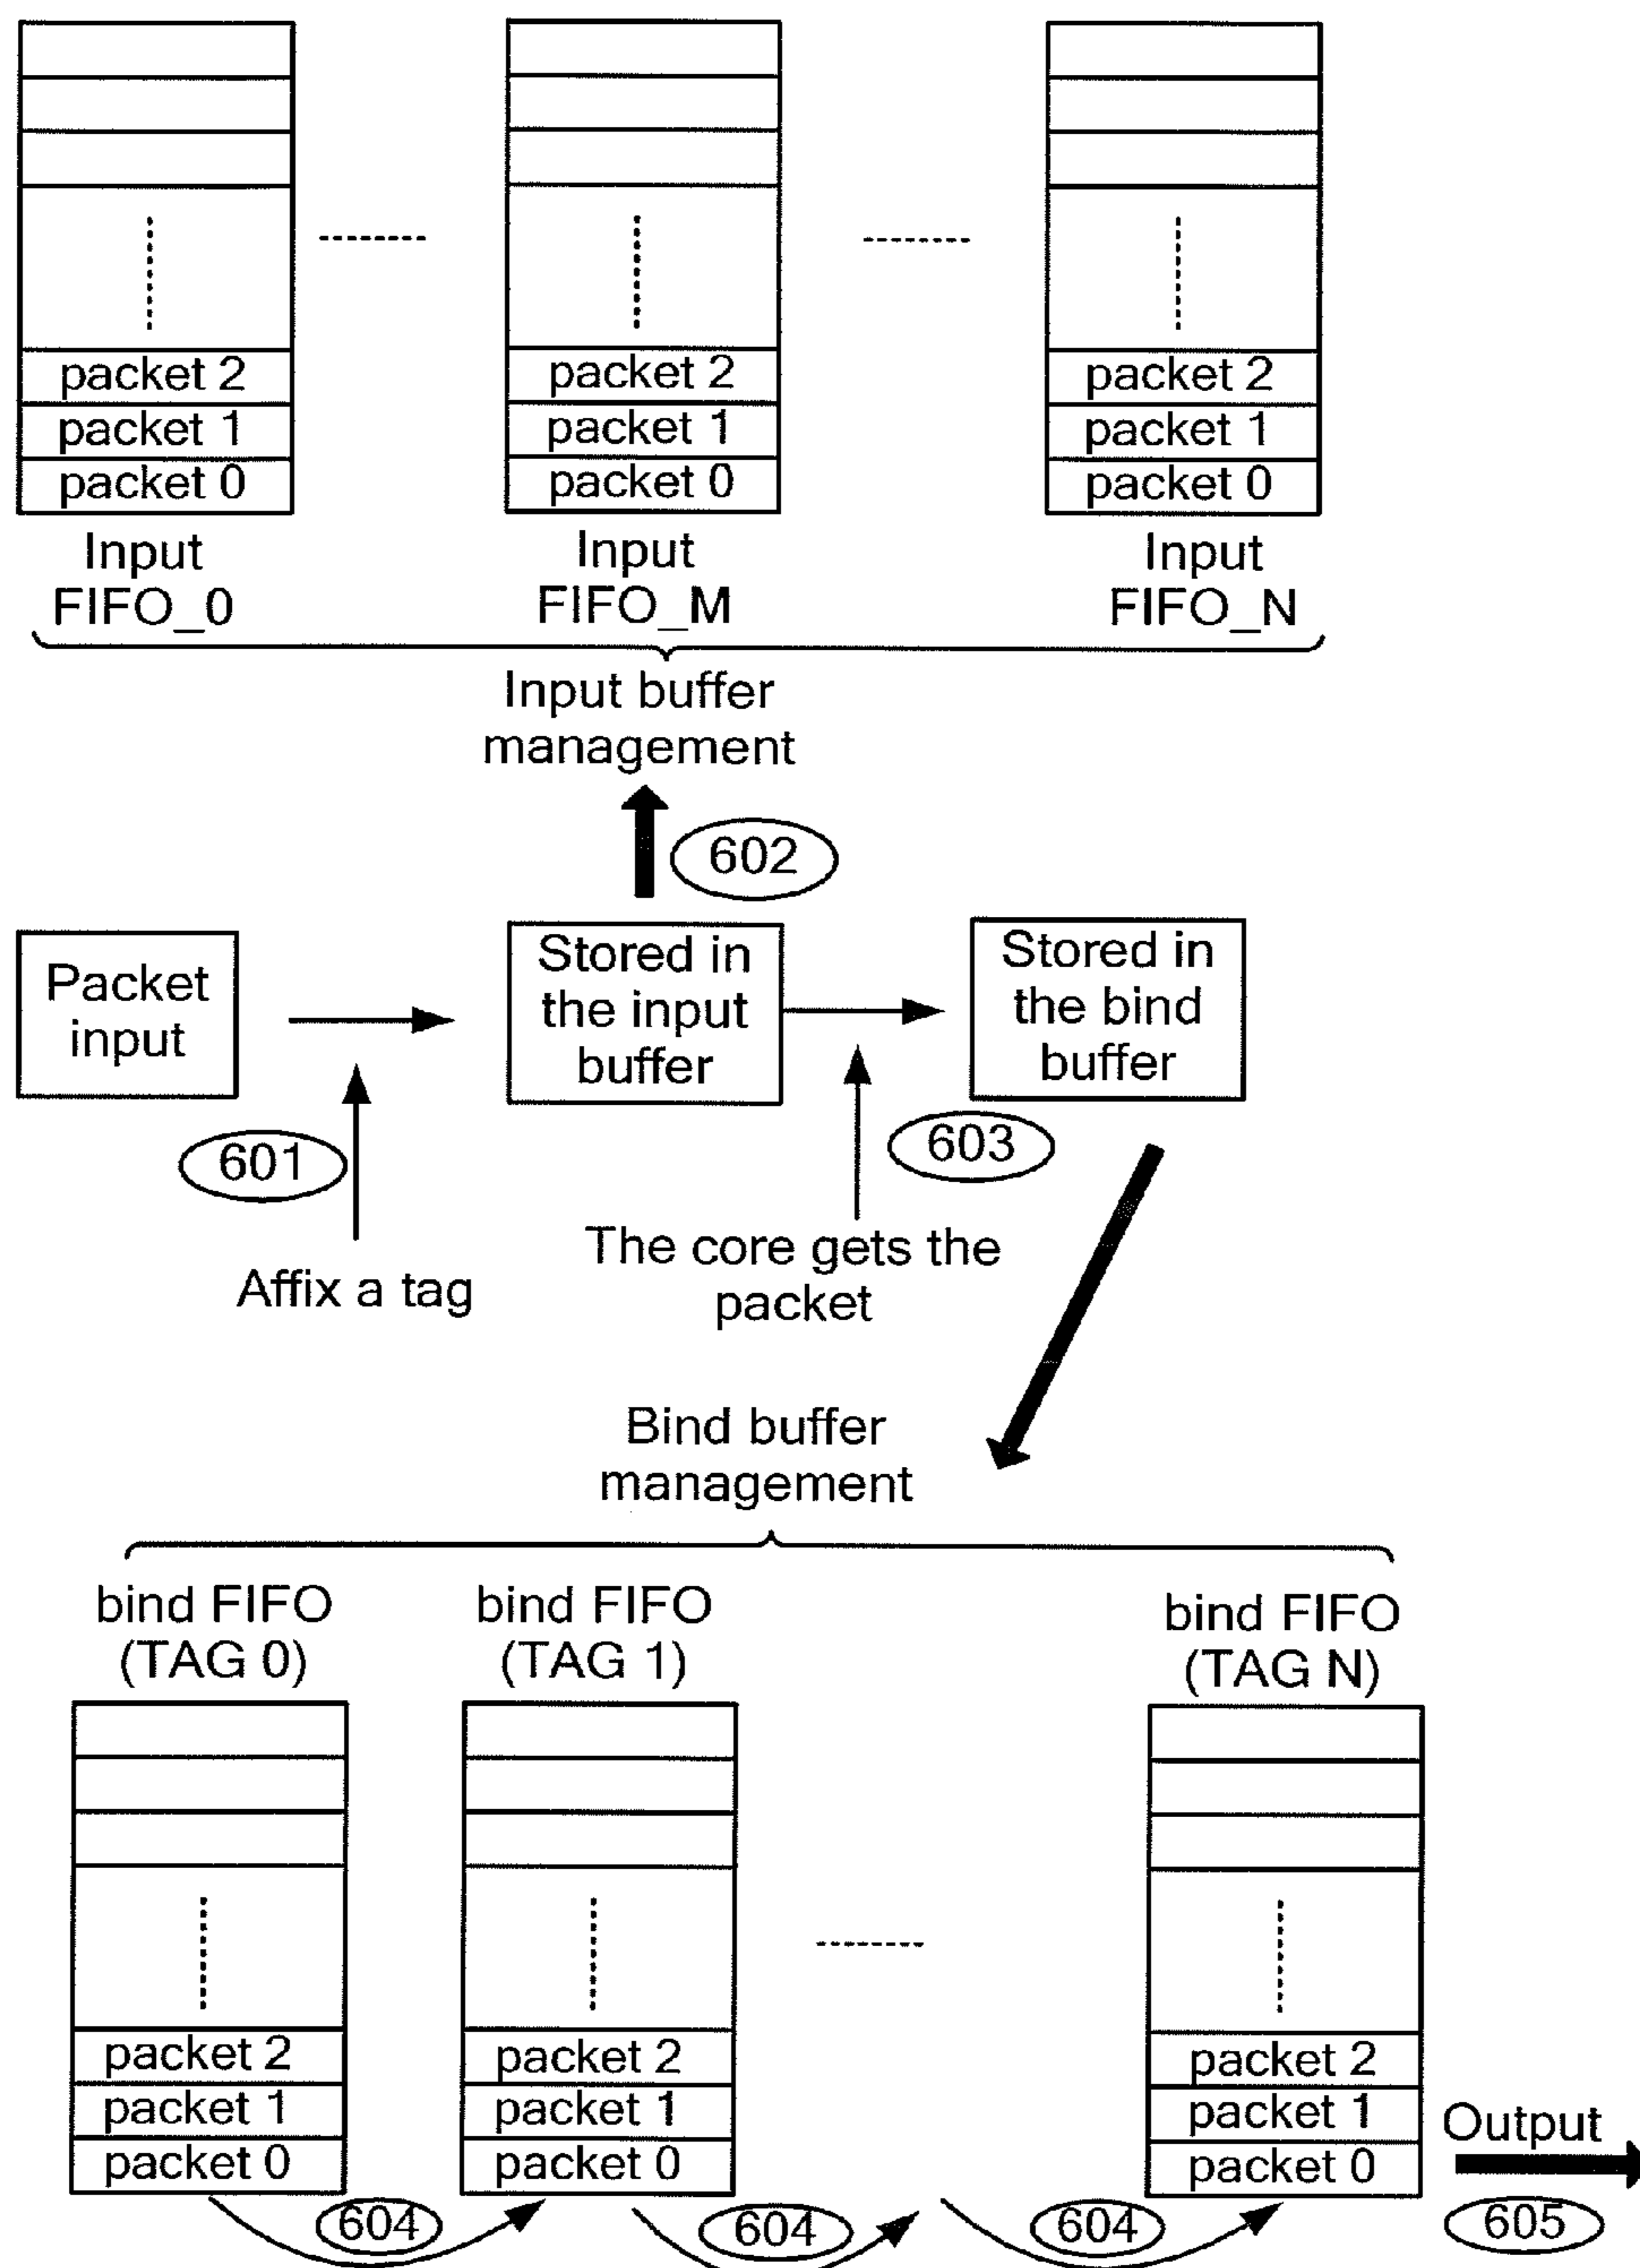 packet 2
packet 1
packet 0
Input
FIFO_0
packet 2
packet 1
packet 0
Input
FIFO_M
packet 2
packet 1
packet 0
Input
FIFO_N
Input buffer
management
602
Packet
input
Stored in
the input
buffer
Stored in
the bind
buffer
601
Affix a tag
603
The core gets the
packet
Bind buffer
management
bind FIFO
(TAG 0)
bind FIFO
(TAG 1)
bind FIFO
(TAG N)
packet 2
packet 1
packet 0
packet 2
packet 1
packet 0
packet 2
packet 1
packet 0
Output
604
604
604
605